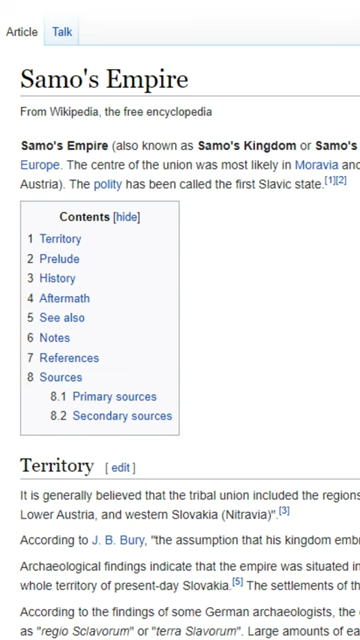 Article Talk
Samo's Empire
From Wikipedia, the free encyclopedia
Samo's Empire (also known as Samo's Kingdom or Samo's
Europe. The centre of the union was most likely in Moravia and
Austria). The polity has been called the first Slavic state.[1][2]
Contents [hide]
1 Territory
2 Prelude
3 History
4 Aftermath
5 See also
6 Notes
7 References
8 Sources
8.1 Primary sources
8.2 Secondary sources
Territory [ edit ]
It is generally believed that the tribal union included the regions
Lower Austria, and western Slovakia (Nitravia)".[3]
According to J. B. Bury, "the assumption that his kingdom emb
Archaeological findings indicate that the empire was situated in
whole territory of present-day Slovakia.[5] The settlements of th
According to the findings of some German archaeologists, the
as "regio Sclavorum" or "terra Slavorum". Large amounts of ea